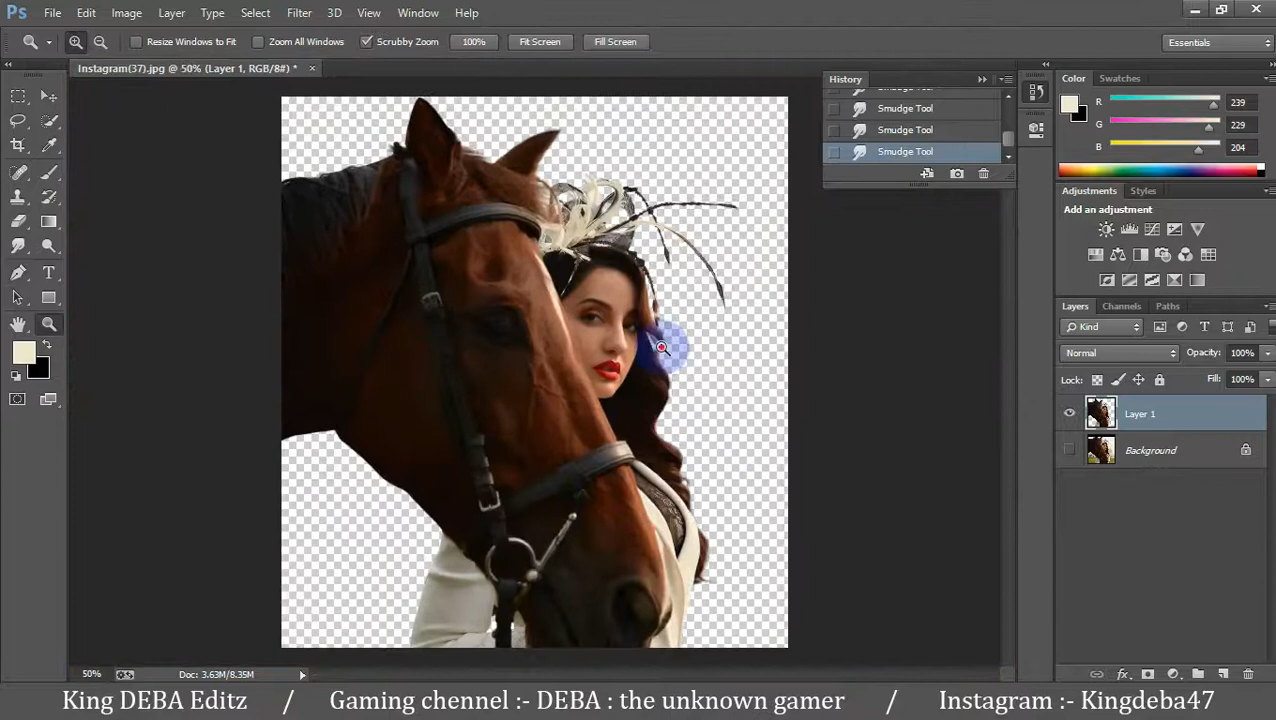 Ps File Edit Image Layer Type Select Filter 3D View Window Help
Resize Windows to Fit Zoom All Windows Scrubby Zoom 100% Fit Screen Fill Screen Essentials
Instagram(37).jpg @ 50% (Layer 1, RGB/8#) * ×
History
Smudge Tool
Smudge Tool
Smudge Tool
Color Swatches
R 239
G 229
B 204
Adjustments Styles
Add an adjustment
Layers Channels Paths
Kind
Normal Opacity: 100%
Lock: Fill: 100%
Layer 1
Background
50% Doc: 3.63M/8.35M
King DEBA Editz / Gaming chennel :- DEBA : the unknown gamer / Instagram :- Kingdeba47